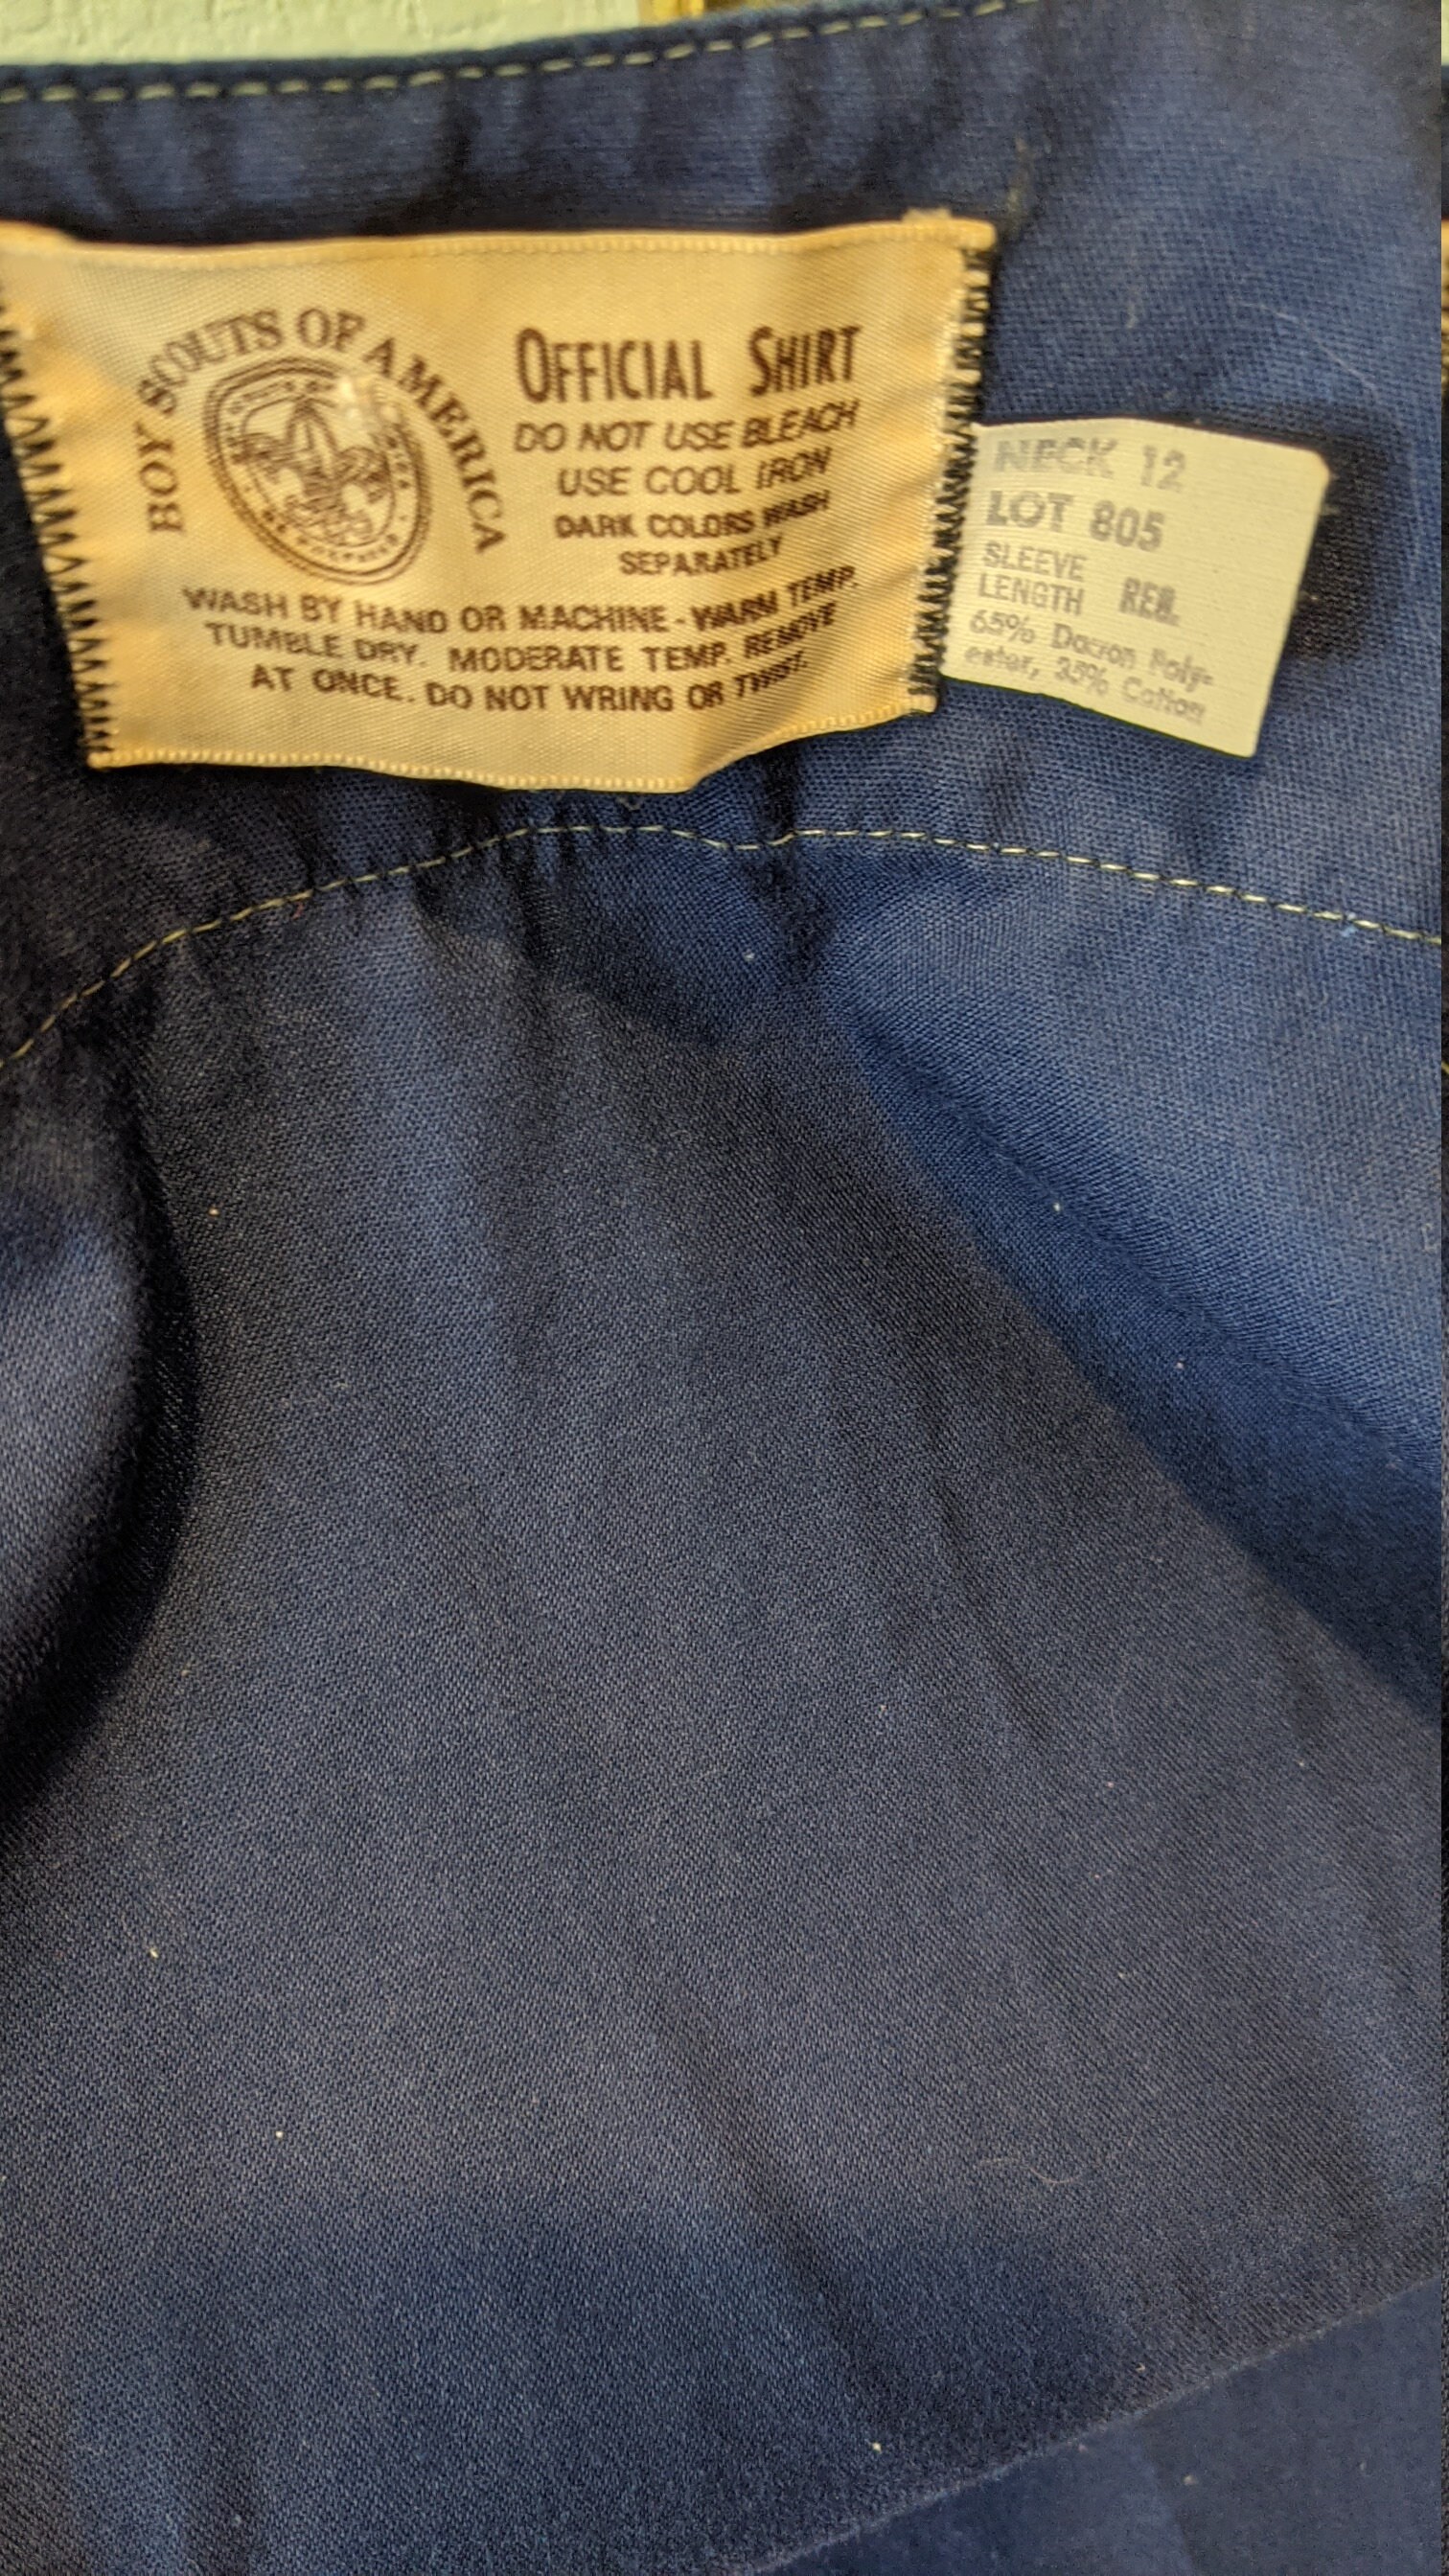 BOY SCOUTS OF AMERICA
OFFICIAL SHIRT
DO NOT USE BLEACH
USE COOL IRON
DARK COLORS WASH
SEPARATELY
WASH BY HAND OR MACHINE - WARM TEMP.
TUMBLE DRY. MODERATE TEMP. REMOVE
AT ONCE. DO NOT WRING OR TWIST.
NECK 12
LOT 805
SLEEVE
LENGTH REG.
65% Dacron Poly-
ester, 35% Cotton